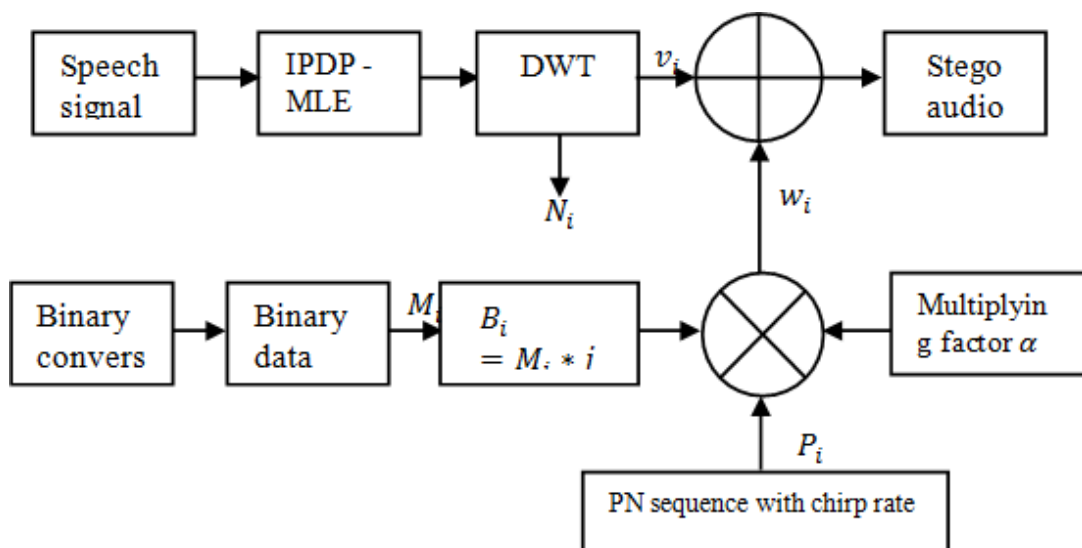 Speech
signal
IPDP -
MLE
DWT
v_i
Stego
audio
N_i
w_i
Binary
convers
Binary
data
M_i
B_i
= M_i * i
Multiplyin
g factor α
P_i
PN sequence with chirp rate